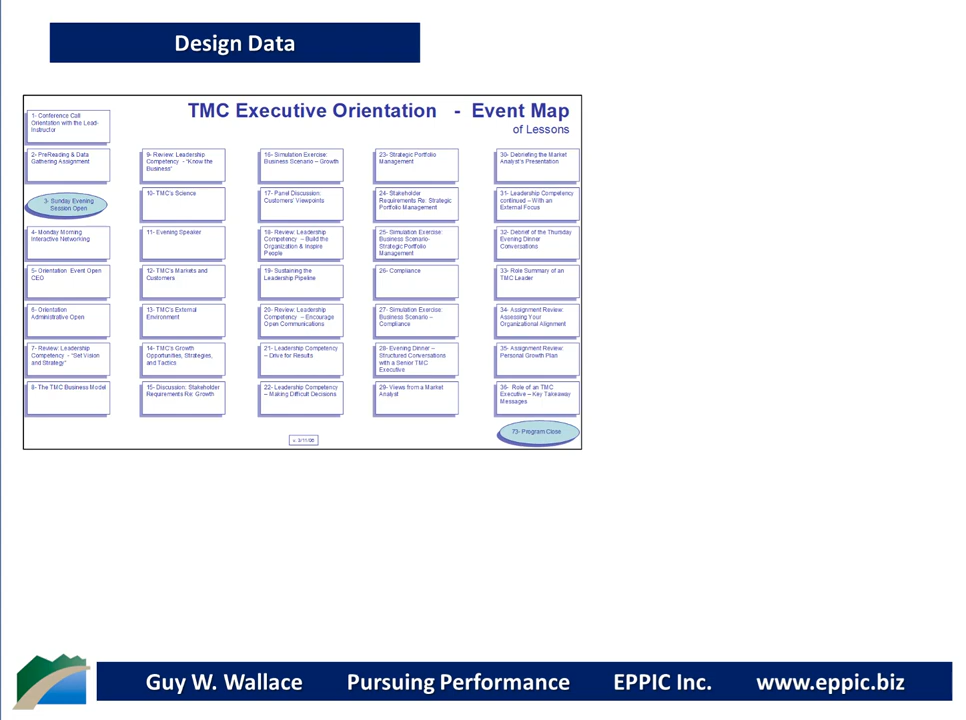 Design Data
TMC Executive Orientation - Event Map
of Lessons
1- Conference Call
Orientation with the Lead-
Instructor
2- PreReading & Data
Gathering Assignment
3- Sunday Evening
Session Open
4- Monday Morning
Interactive Networking
5- Orientation Event Open
CEO
6- Orientation
Administrative Open
7- Review: Leadership
Competency - "Set Vision
and Strategy"
8- The TMC Business Model
9- Review: Leadership
Competency - "Know the
Business"
10- TMC's Science
11- Evening Speaker
12- TMC's Markets and
Customers
13- TMC's External
Environment
14- TMC's Growth
Opportunities, Strategies,
and Tactics
15- Discussion: Stakeholder
Requirements Re: Growth
16- Simulation Exercise:
Business Scenario – Growth
17- Panel Discussion:
Customers' Viewpoints
18- Review: Leadership
Competency – Build the
Organization & Inspire
People
19- Sustaining the
Leadership Pipeline
20- Review: Leadership
Competency – Encourage
Open Communications
21- Leadership Competency
– Drive for Results
22- Leadership Competency
– Making Difficult Decisions
23- Strategic Portfolio
Management
24- Stakeholder
Requirements Re: Strategic
Portfolio Management
25- Simulation Exercise:
Business Scenario-
Strategic Portfolio
Management
26- Compliance
27- Simulation Exercise:
Business Scenario –
Compliance
28- Evening Dinner –
Structured Conversations
with a Senior TMC
Executive
29- Views from a Market
Analyst
30- Debriefing the Market
Analyst's Presentation
31- Leadership Competency
continued – With an
External Focus
32- Debrief of the Thursday
Evening Dinner
Conversations
33- Role Summary of an
TMC Leader
34- Assignment Review:
Assessing Your
Organizational Alignment
35- Assignment Review:
Personal Growth Plan
36- Role of an TMC
Executive – Key Takeaway
Messages
73- Program Close
v. 3/11/06
Guy W. Wallace Pursuing Performance EPPIC Inc. www.eppic.biz